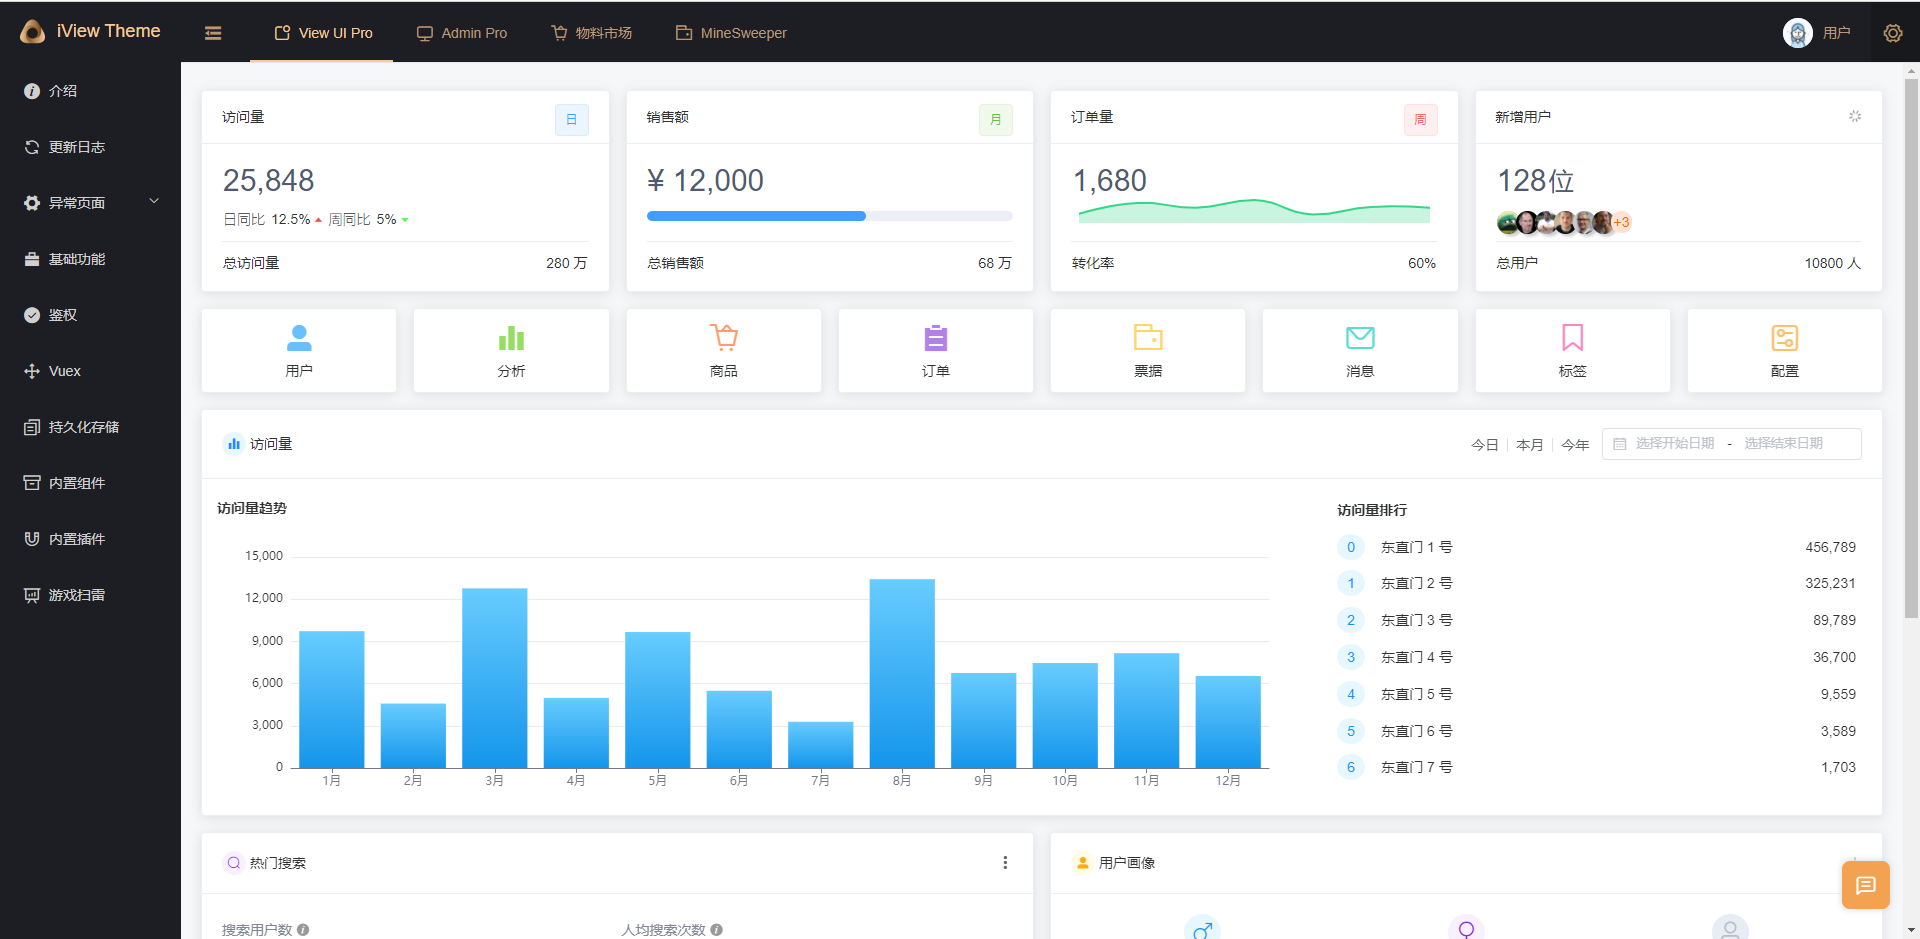 iView Theme
View UI Pro
Admin Pro
物料市场
MineSweeper
用户
介绍
更新日志
异常页面
基础功能
鉴权
Vuex
持久化存储
内置组件
内置插件
游戏扫雷
访问量 日
25,848
日同比 12.5% 周同比 5%
总访问量 280 万
销售额 月
¥ 12,000
总销售额 68 万
订单量 周
1,680
转化率 60%
新增用户
128位
+3
总用户 10800 人
用户
分析
商品
订单
票据
消息
标签
配置
访问量
今日 本月 今年 选择开始日期 - 选择结束日期
访问量趋势
15,000
12,000
9,000
6,000
3,000
0
1月 2月 3月 4月 5月 6月 7月 8月 9月 10月 11月 12月
访问量排行
0 东直门 1 号 456,789
1 东直门 2 号 325,231
2 东直门 3 号 89,789
3 东直门 4 号 36,700
4 东直门 5 号 9,559
5 东直门 6 号 3,589
6 东直门 7 号 1,703
热门搜索
搜索用户数
人均搜索次数
用户画像